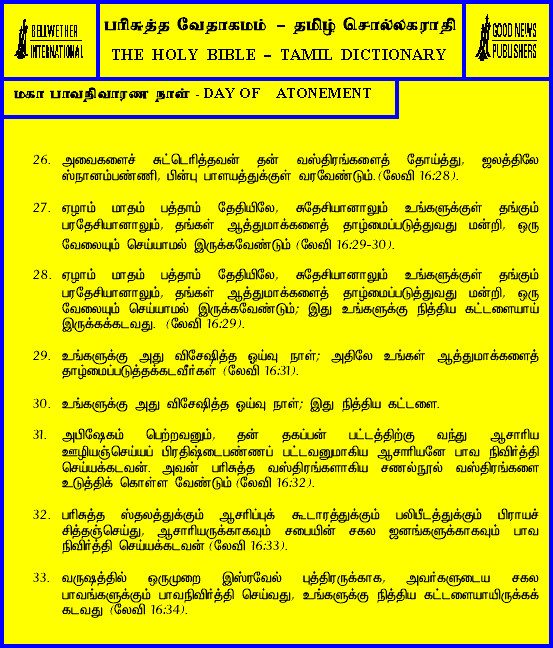 BELLWETHER
INTERNATIONAL
பரிசுத்த வேதாகமம் – தமிழ் சொல்லகராதி
THE HOLY BIBLE – TAMIL DICTIONARY
GOOD NEWS
PUBLISHERS
மகா பாவநிவாரண நாள் - DAY OF ATONEMENT
26. அவைகளைச் சுட்டெரித்தவன் தன் வஸ்திரங்களைத் தோய்த்து, ஜலத்திலே
ஸ்நானம்பண்ணி, பின்பு பாளயத்துக்குள் வரவேண்டும்.(லேவி 16:28).
27. ஏழாம் மாதம் பத்தாம் தேதியிலே, சுதேசியானாலும் உங்களுக்குள் தங்கும்
பரதேசியானாலும், தங்கள் ஆத்துமாக்களைத் தாழ்மைப்படுத்துவது மன்றி, ஒரு
வேலையும் செய்யாமல் இருக்கவேண்டும் (லேவி 16:29-30).
28. ஏழாம் மாதம் பத்தாம் தேதியிலே, சுதேசியானாலும் உங்களுக்குள் தங்கும்
பரதேசியானாலும், தங்கள் ஆத்துமாக்களைத் தாழ்மைப்படுத்துவது மன்றி, ஒரு
வேலையும் செய்யாமல் இருக்கவேண்டும்; இது உங்களுக்கு நித்திய கட்டளையாய்
இருக்கக்கடவது. (லேவி 16:29).
29. உங்களுக்கு அது விசேஷித்த ஒய்வு நாள்; அதிலே உங்கள் ஆத்துமாக்களைத்
தாழ்மைப்படுத்தக்கடவீர்கள் (லேவி 16:31).
30. உங்களுக்கு அது விசேஷித்த ஒய்வு நாள்; இது நித்திய கட்டளை.
31. அபிஷேகம் பெற்றவனும், தன் தகப்பன் பட்டத்திற்கு வந்து ஆசாரிய
ஊழியஞ்செய்யப் பிரதிஷ்டைபண்ணப் பட்டவனுமாகிய ஆசாரியனே பாவ நிவிர்த்தி
செய்யக்கடவன். அவன் பரிசுத்த வஸ்திரங்களாகிய சணல்நூல் வஸ்திரங்களை
உடுத்திக் கொள்ள வேண்டும் (லேவி 16:32).
32. பரிசுத்த ஸ்தலத்துக்கும் ஆசரிப்புக் கூடாரத்துக்கும் பலிபீடத்துக்கும் பிராயச்
சித்தஞ்செய்து, ஆசாரியருக்காகவும் சபையின் சகல ஜனங்களுக்காகவும் பாவ
நிவிர்த்தி செய்யக்கடவன் (லேவி 16:33).
33. வருஷத்தில் ஒருமுறை இஸ்ரவேல் புத்திரருக்காக, அவர்களுடைய சகல
பாவங்களுக்கும் பாவநிவிர்த்தி செய்வது, உங்களுக்கு நித்திய கட்டளையாயிருக்கக்
கடவது (லேவி 16:34).